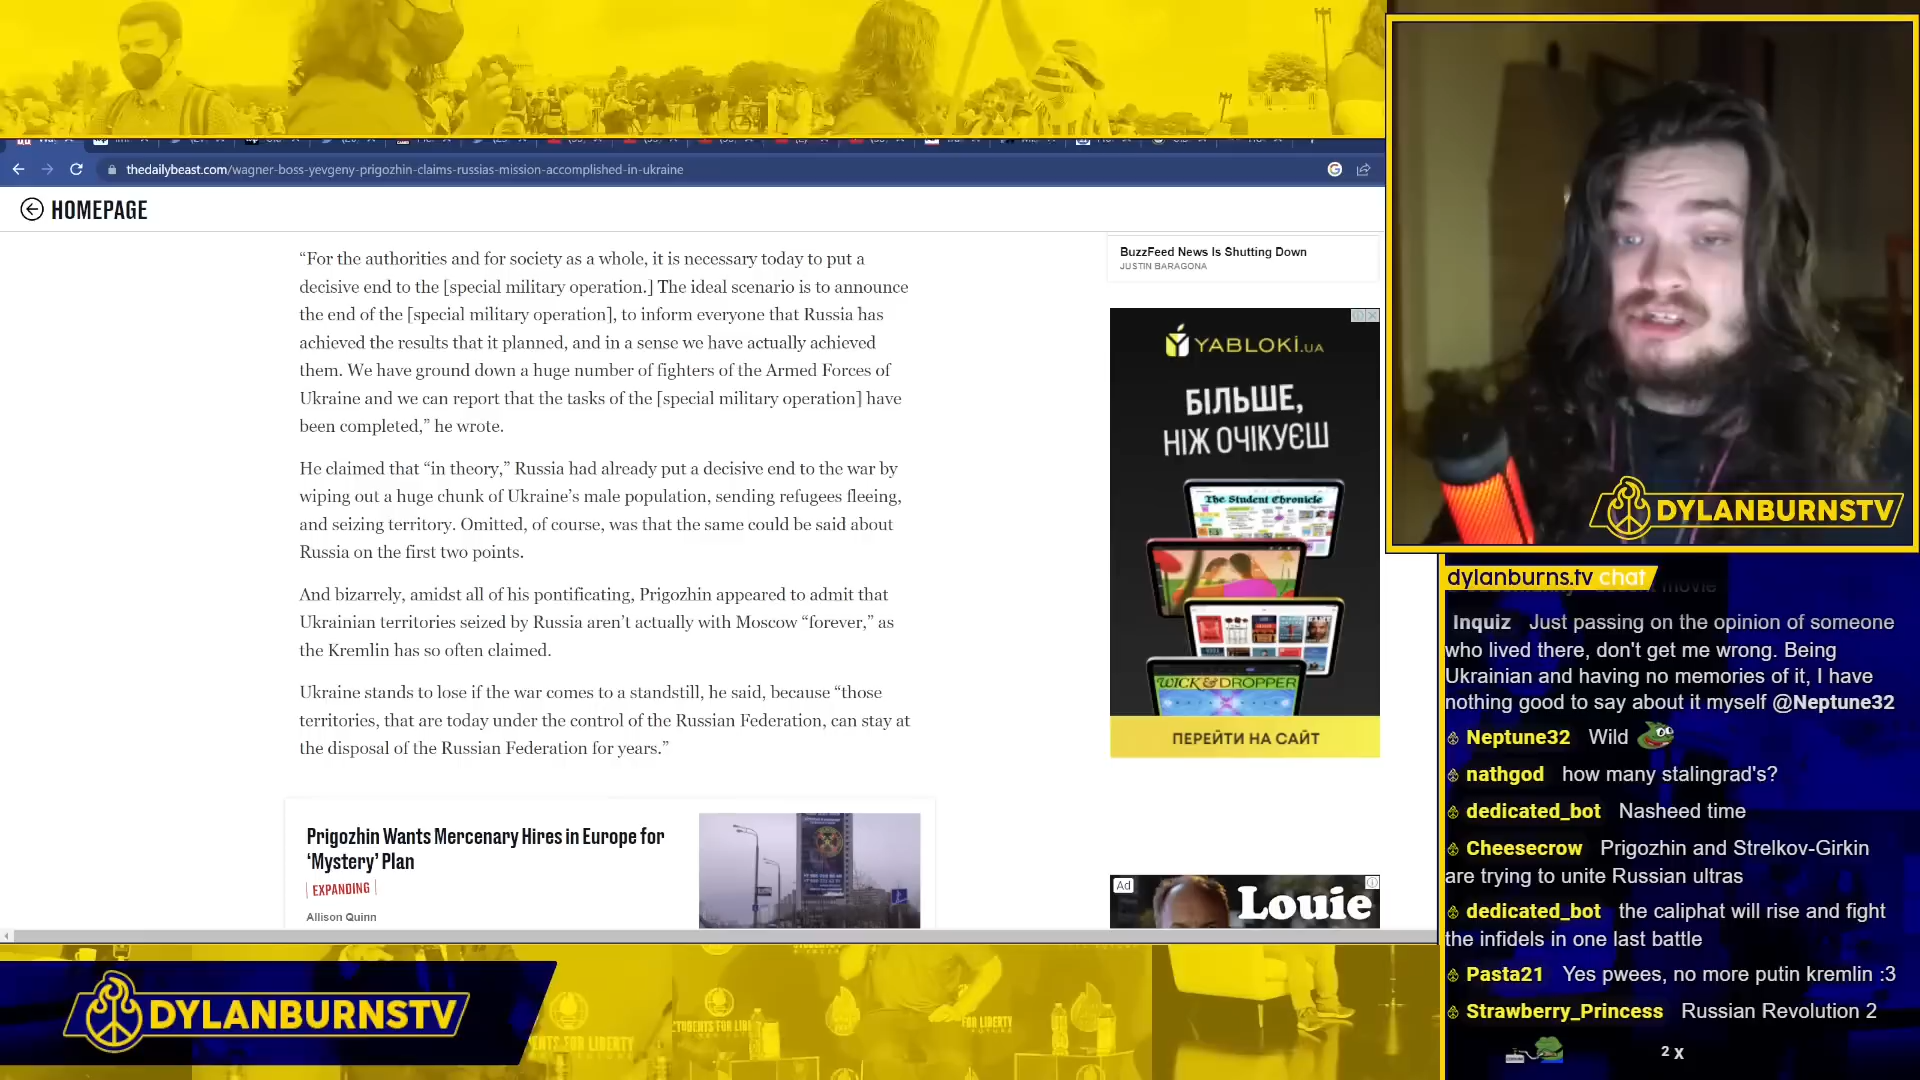 thedailybeast.com/wagner-boss-yevgeny-prigozhin-claims-russias-mission-accomplished-in-ukraine
HOMEPAGE
“For the authorities and for society as a whole, it is necessary today to put a
decisive end to the [special military operation.] The ideal scenario is to announce
the end of the [special military operation], to inform everyone that Russia has
achieved the results that it planned, and in a sense we have actually achieved
them. We have ground down a huge number of fighters of the Armed Forces of
Ukraine and we can report that the tasks of the [special military operation] have
been completed,” he wrote.
He claimed that “in theory,” Russia had already put a decisive end to the war by
wiping out a huge chunk of Ukraine’s male population, sending refugees fleeing,
and seizing territory. Omitted, of course, was that the same could be said about
Russia on the first two points.
And bizarrely, amidst all of his pontificating, Prigozhin appeared to admit that
Ukrainian territories seized by Russia aren’t actually with Moscow “forever,” as
the Kremlin has so often claimed.
Ukraine stands to lose if the war comes to a standstill, he said, because “those
territories, that are today under the control of the Russian Federation, can stay at
the disposal of the Russian Federation for years.”
Prigozhin Wants Mercenary Hires in Europe for
‘Mystery’ Plan
EXPANDING
Allison Quinn
BuzzFeed News Is Shutting Down
JUSTIN BARAGONA
YABLOKI.UA
БІЛЬШЕ,
НІЖ ОЧІКУЄШ
The Student Chronicle
WICK & DROPPER
ПЕРЕЙТИ НА САЙТ
Ad
Louie
DYLANBURNSTV
dylanburns.tv chat
movie
Inquiz Just passing on the opinion of someone
who lived there, don't get me wrong. Being
Ukrainian and having no memories of it, I have
nothing good to say about it myself @Neptune32
Neptune32 Wild
nathgod how many stalingrad's?
dedicated_bot Nasheed time
Cheesecrow Prigozhin and Strelkov-Girkin
are trying to unite Russian ultras
dedicated_bot the caliphat will rise and fight
the infidels in one last battle
Pasta21 Yes pwees, no more putin kremlin :3
Strawberry_Princess Russian Revolution 2
2 x
DYLANBURNSTV
FOR LIBERTY